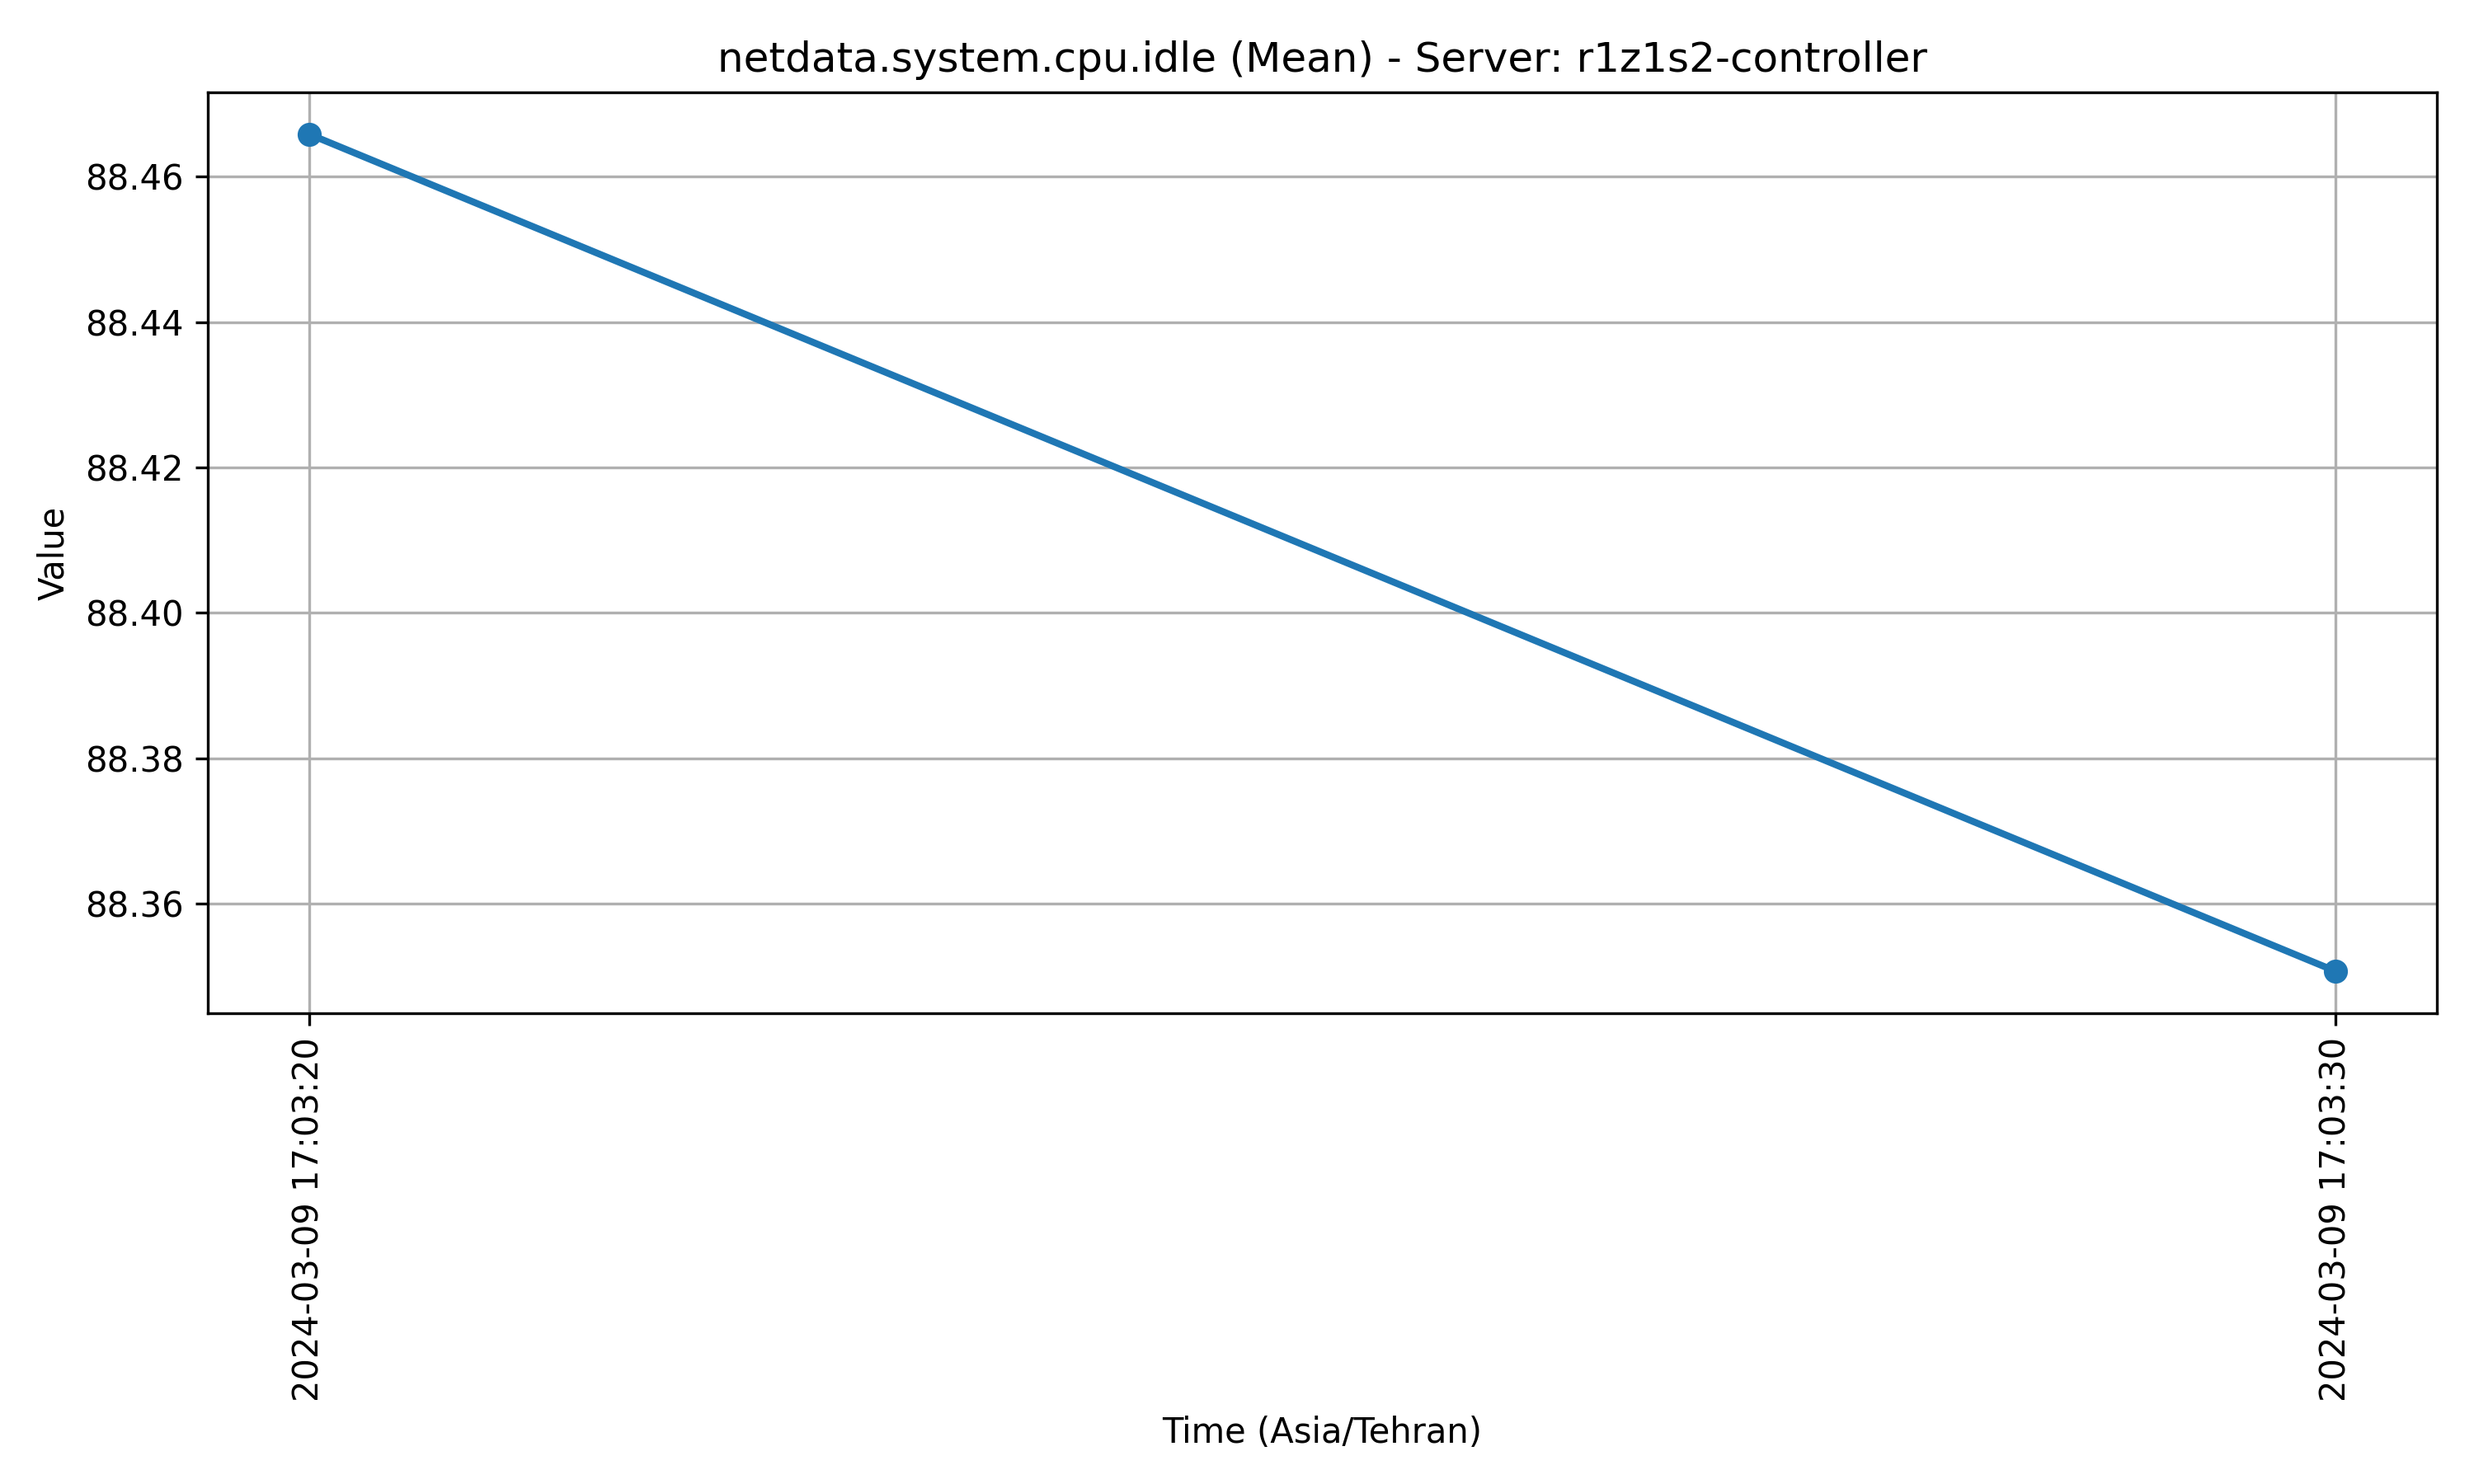 netdata.system.cpu.idle (Mean) - Server: r1z1s2-controller
Value
88.46
88.44
88.42
88.40
88.38
88.36
2024-03-09 17:03:20
2024-03-09 17:03:30
Time (Asia/Tehran)